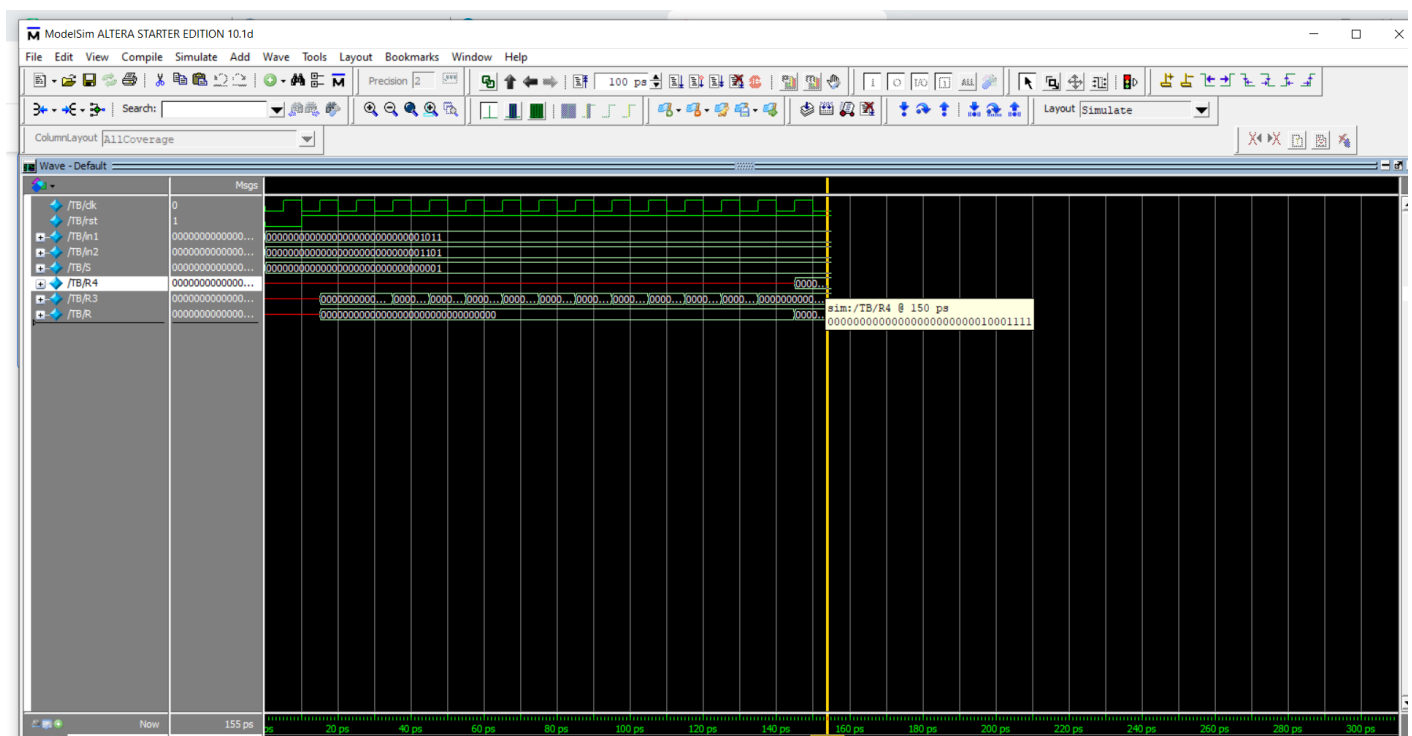 ModelSim ALTERA STARTER EDITION 10.1d
File Edit View Compile Simulate Add Wave Tools Layout Bookmarks Window Help
Precision 2 100 ps ALL
Search: Layout Simulate
ColumnLayout AllCoverage
Wave - Default
Msgs
/TB/clk 0
/TB/rst 1
/TB/in1 0000000000000... 00000000000000000000000000001011
/TB/in2 0000000000000... 00000000000000000000000000001101
/TB/S 0000000000000... 00000000000000000000000000000001
/TB/R4 0000000000000... 0000...
/TB/R3 0000000000000... 0000000000... 0000... 0000... 0000... 0000... 0000... 0000... 0000... 0000... 0000... 0000... 0000000000...
/TB/R 0000000000000... 00000000000000000000000000000000 0000...
sim:/TB/R4 @ 150 ps
00000000000000000000000010001111
Now 155 ps ps 20 ps 40 ps 60 ps 80 ps 100 ps 120 ps 140 ps 160 ps 180 ps 200 ps 220 ps 240 ps 260 ps 280 ps 300 ps